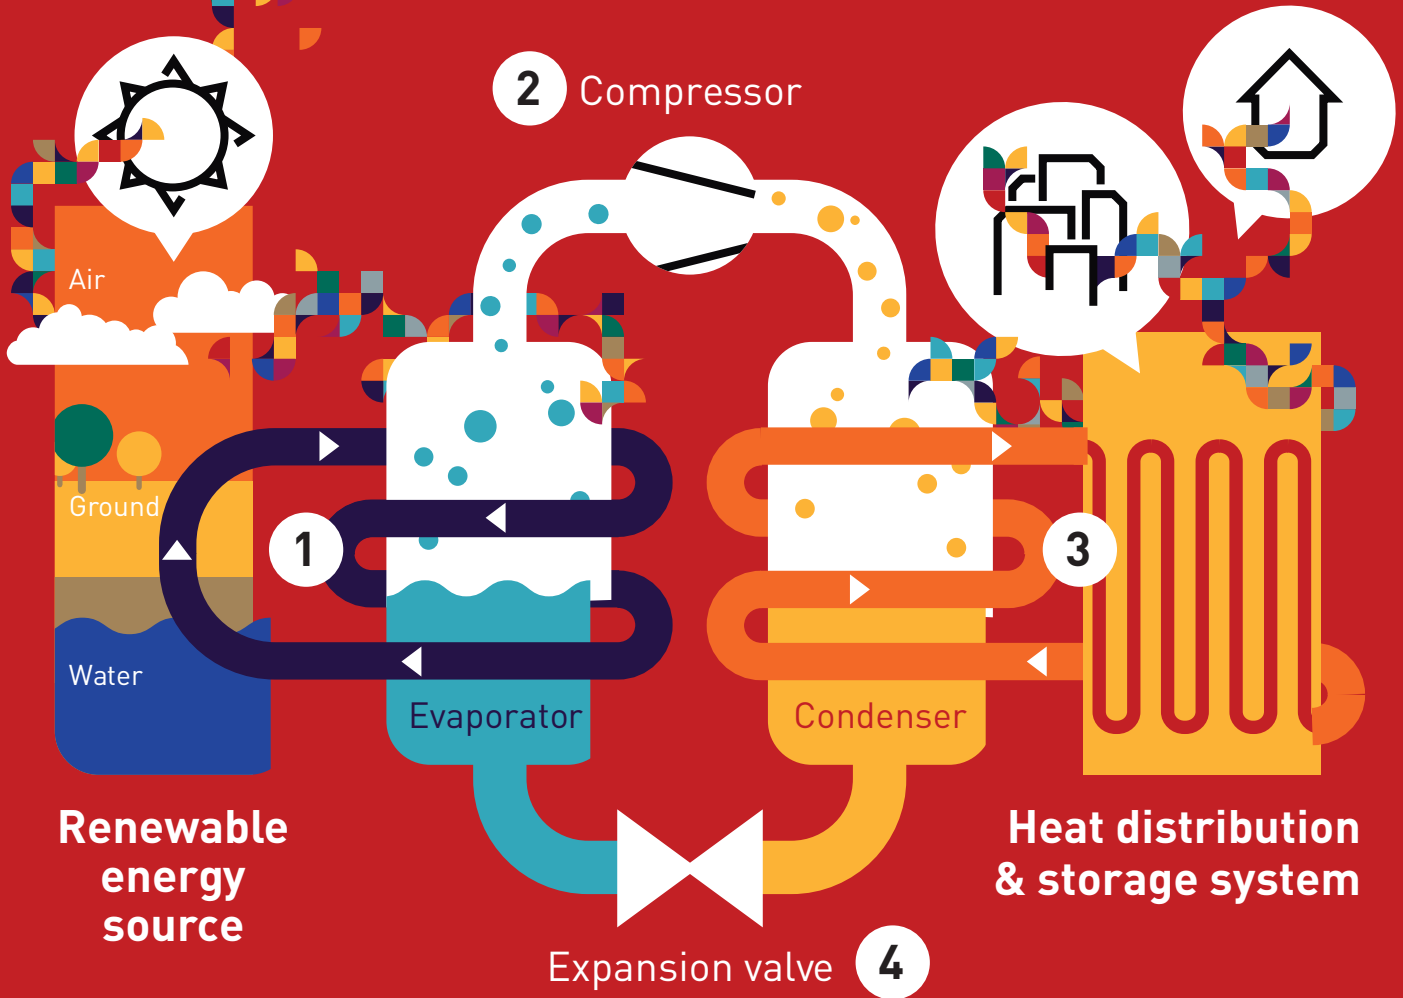 2 Compressor
Air
Ground
1
3
Water
Evaporator
Condenser
Renewable
energy
source
Heat distribution
& storage system
Expansion valve 4